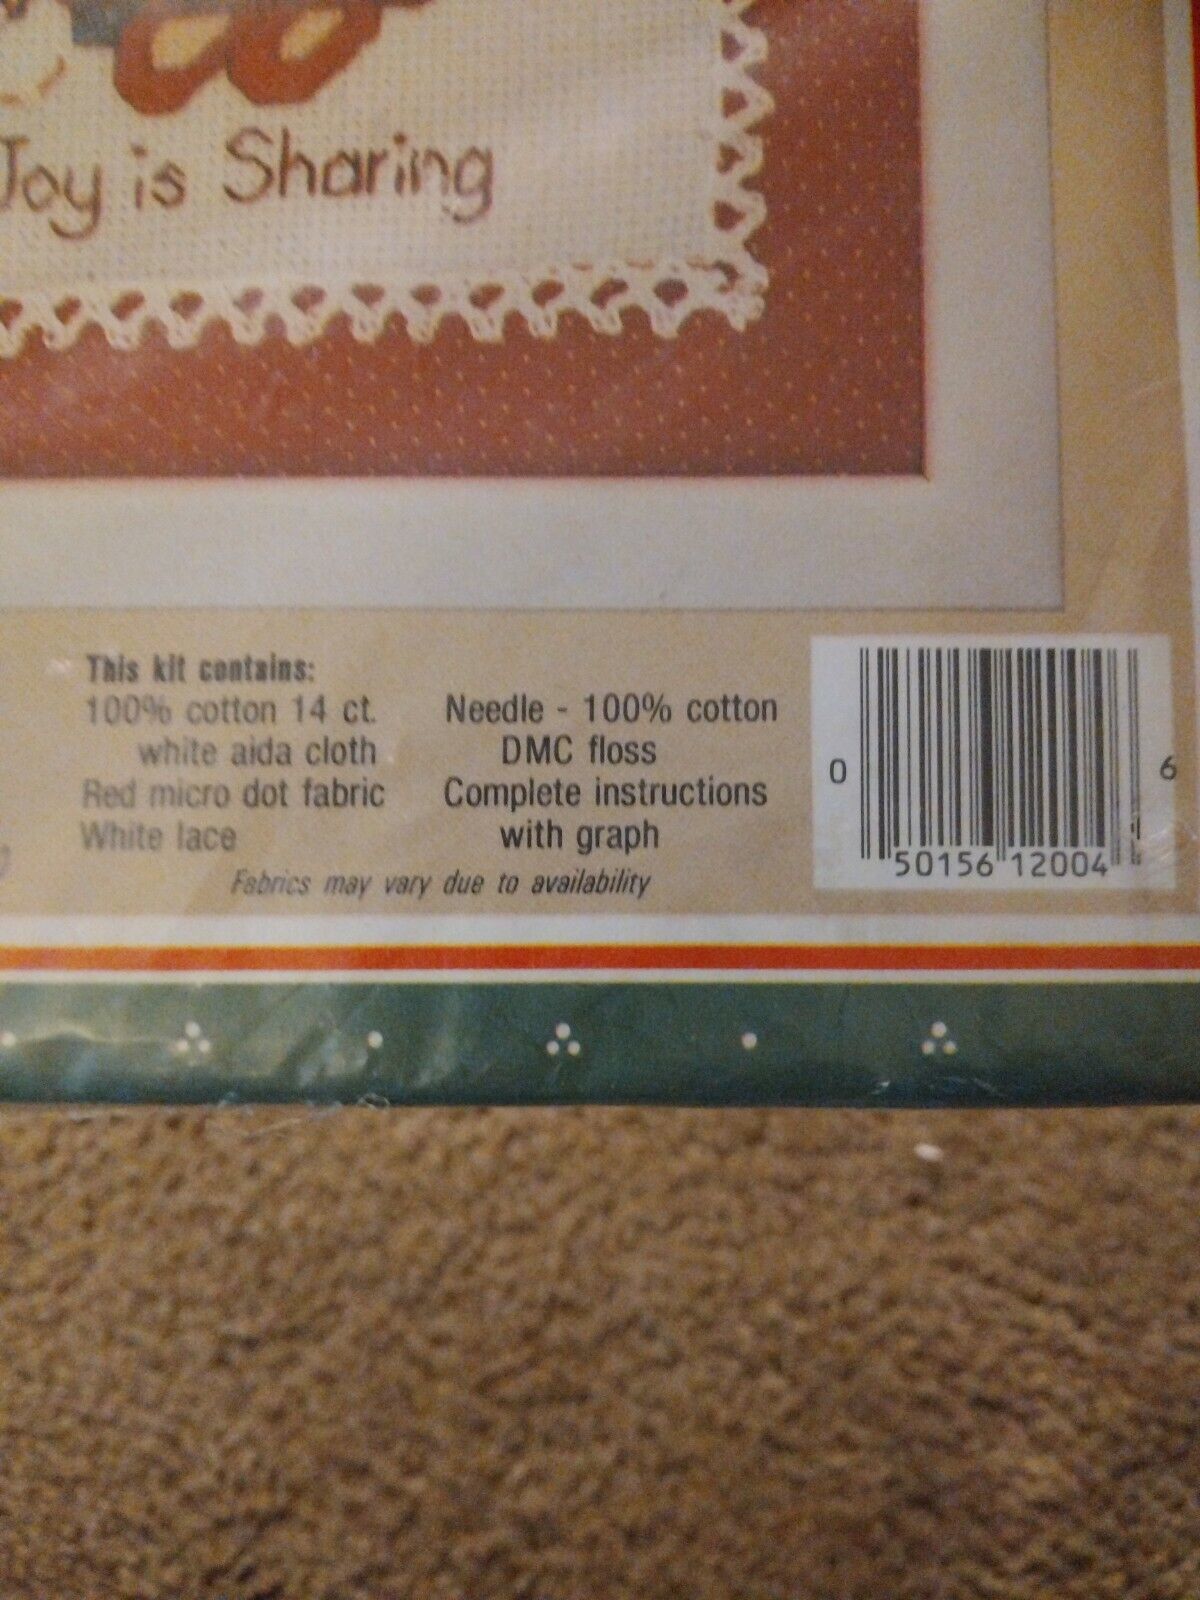 Joy is Sharing
This kit contains:
100% cotton 14 ct.
white aida cloth
Red micro dot fabric
White lace
Needle - 100% cotton
DMC floss
Complete instructions
with graph
Fabrics may vary due to availability
0 50156 12004 6